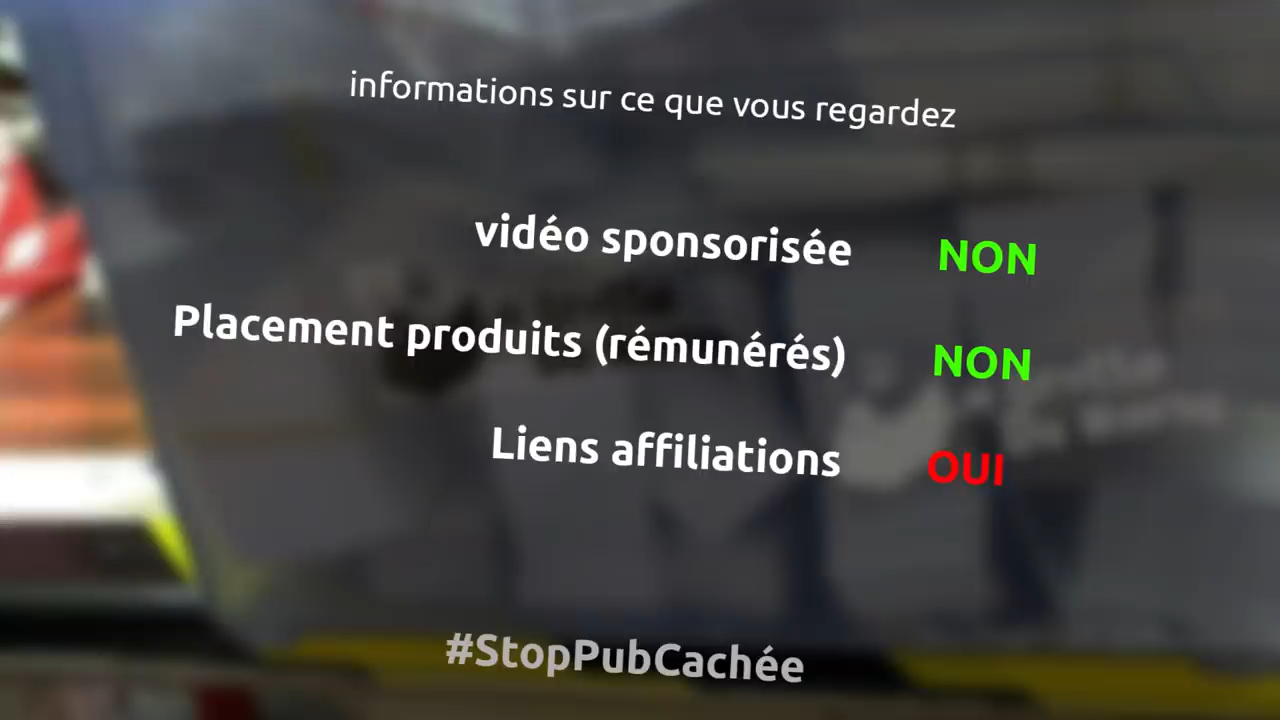 informations sur ce que vous regardez
vidéo sponsorisée NON
Placement produits (rémunérés) NON
Liens affiliations OUI
#StopPubCachée